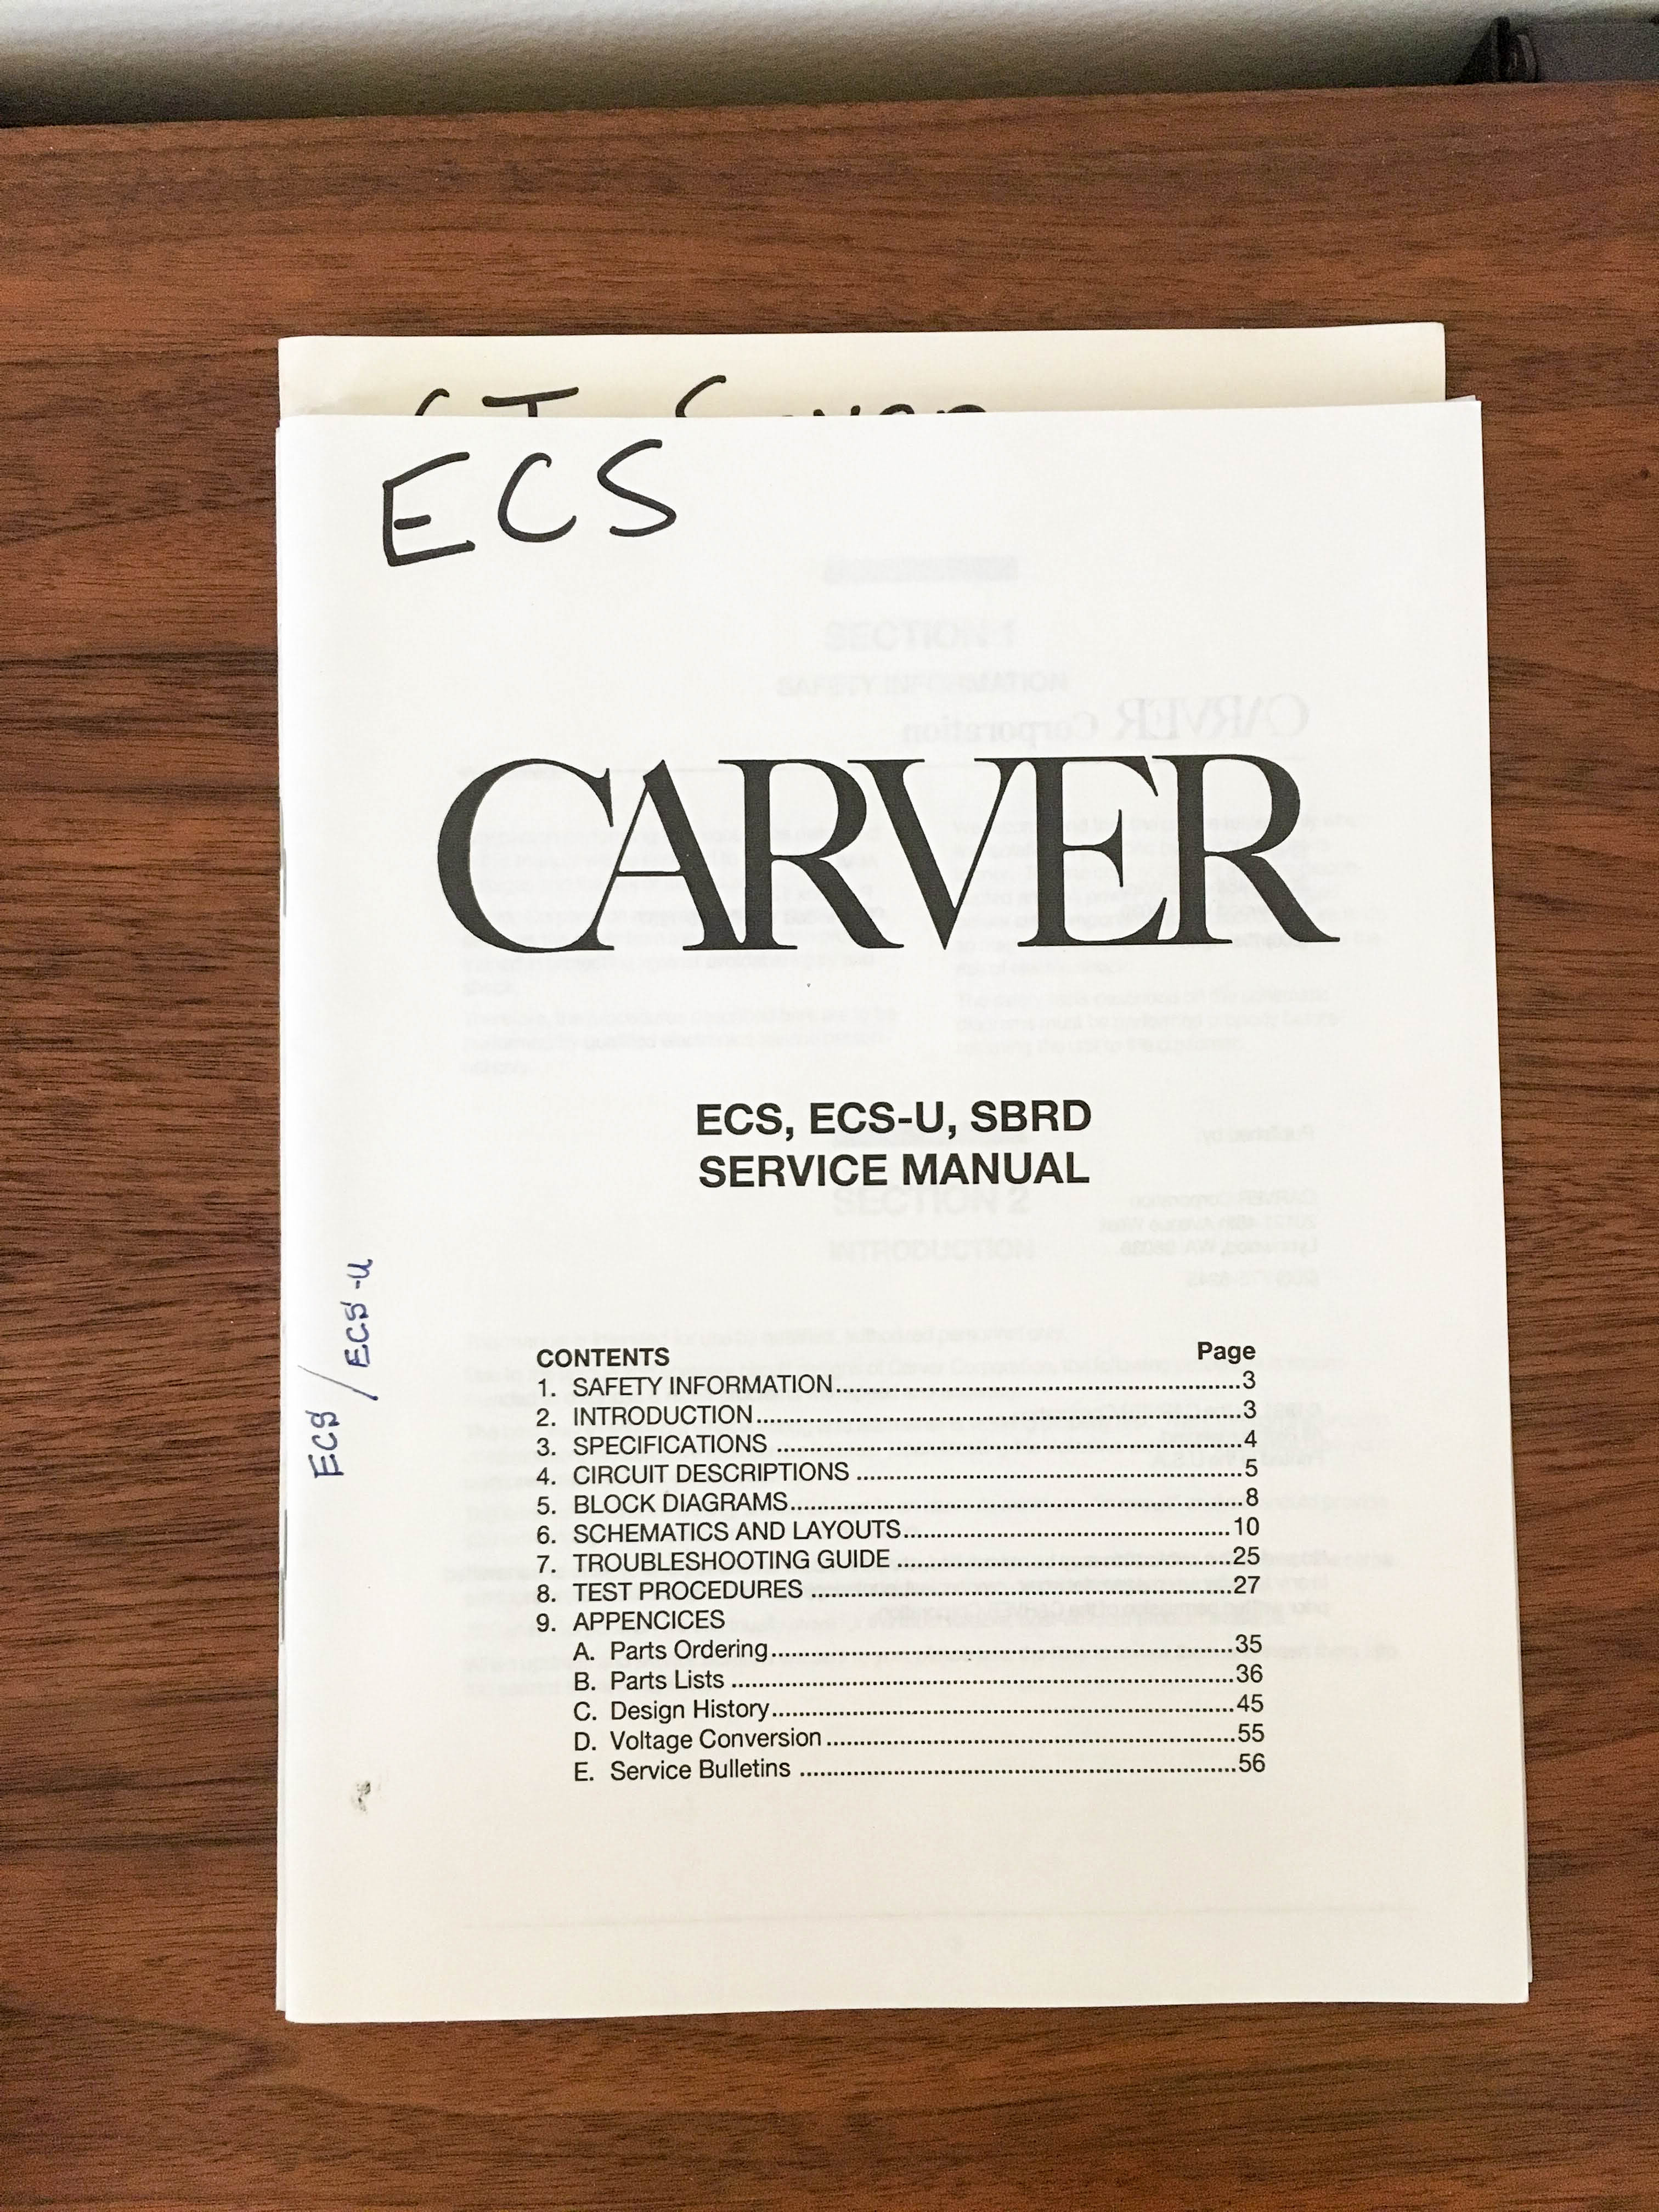 ECS
CARVER
ECS, ECS-U, SBRD
SERVICE MANUAL
ECS / ECS-U
CONTENTS Page
1. SAFETY INFORMATION 3
2. INTRODUCTION 3
3. SPECIFICATIONS 4
4. CIRCUIT DESCRIPTIONS 5
5. BLOCK DIAGRAMS 8
6. SCHEMATICS AND LAYOUTS 10
7. TROUBLESHOOTING GUIDE 25
8. TEST PROCEDURES 27
9. APPENCICES
A. Parts Ordering 35
B. Parts Lists 36
C. Design History 45
D. Voltage Conversion 55
E. Service Bulletins 56